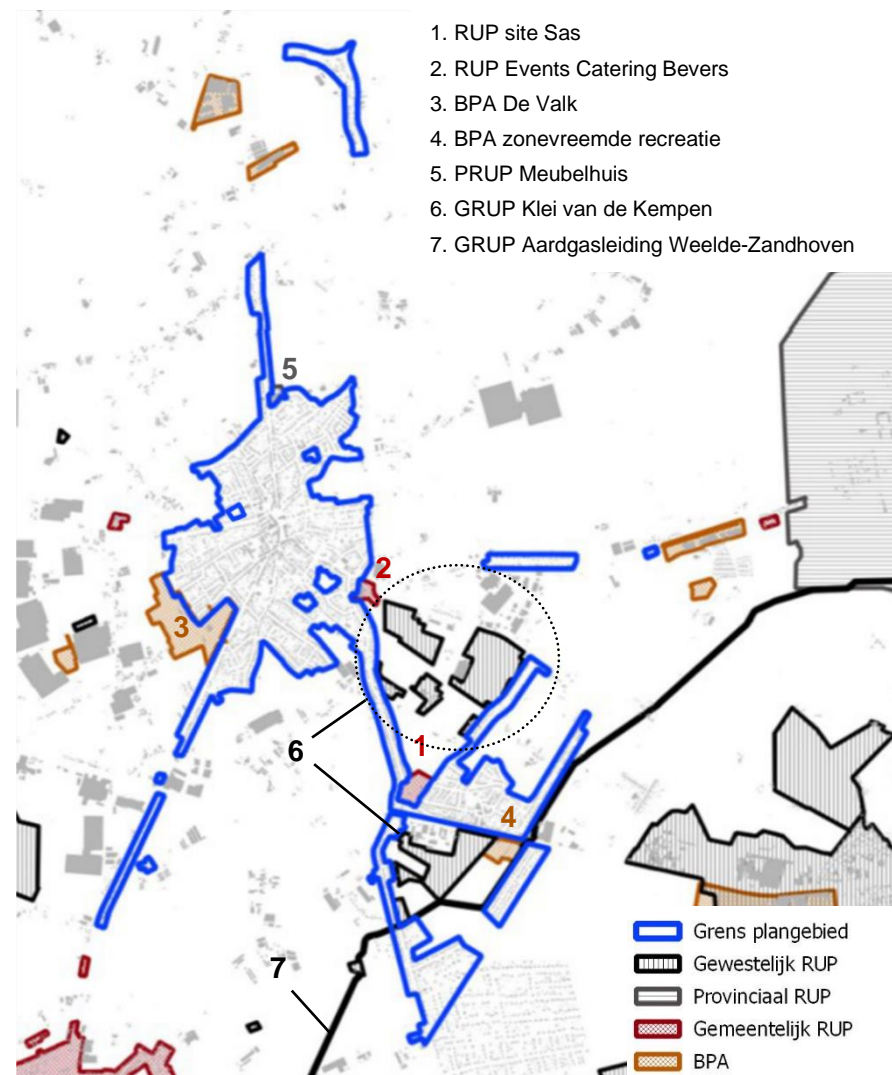 1. RUP site Sas
2. RUP Events Catering Bevers
3. BPA De Valk
4. BPA zonevreemde recreatie
5. PRUP Meubelhuis
6. GRUP Klei van de Kempen
7. GRUP Aardgasleiding Weelde-Zandhoven
5
2
3
6
1
4
7
Grens plangebied
Gewestelijk RUP
Provinciaal RUP
Gemeentelijk RUP
BPA